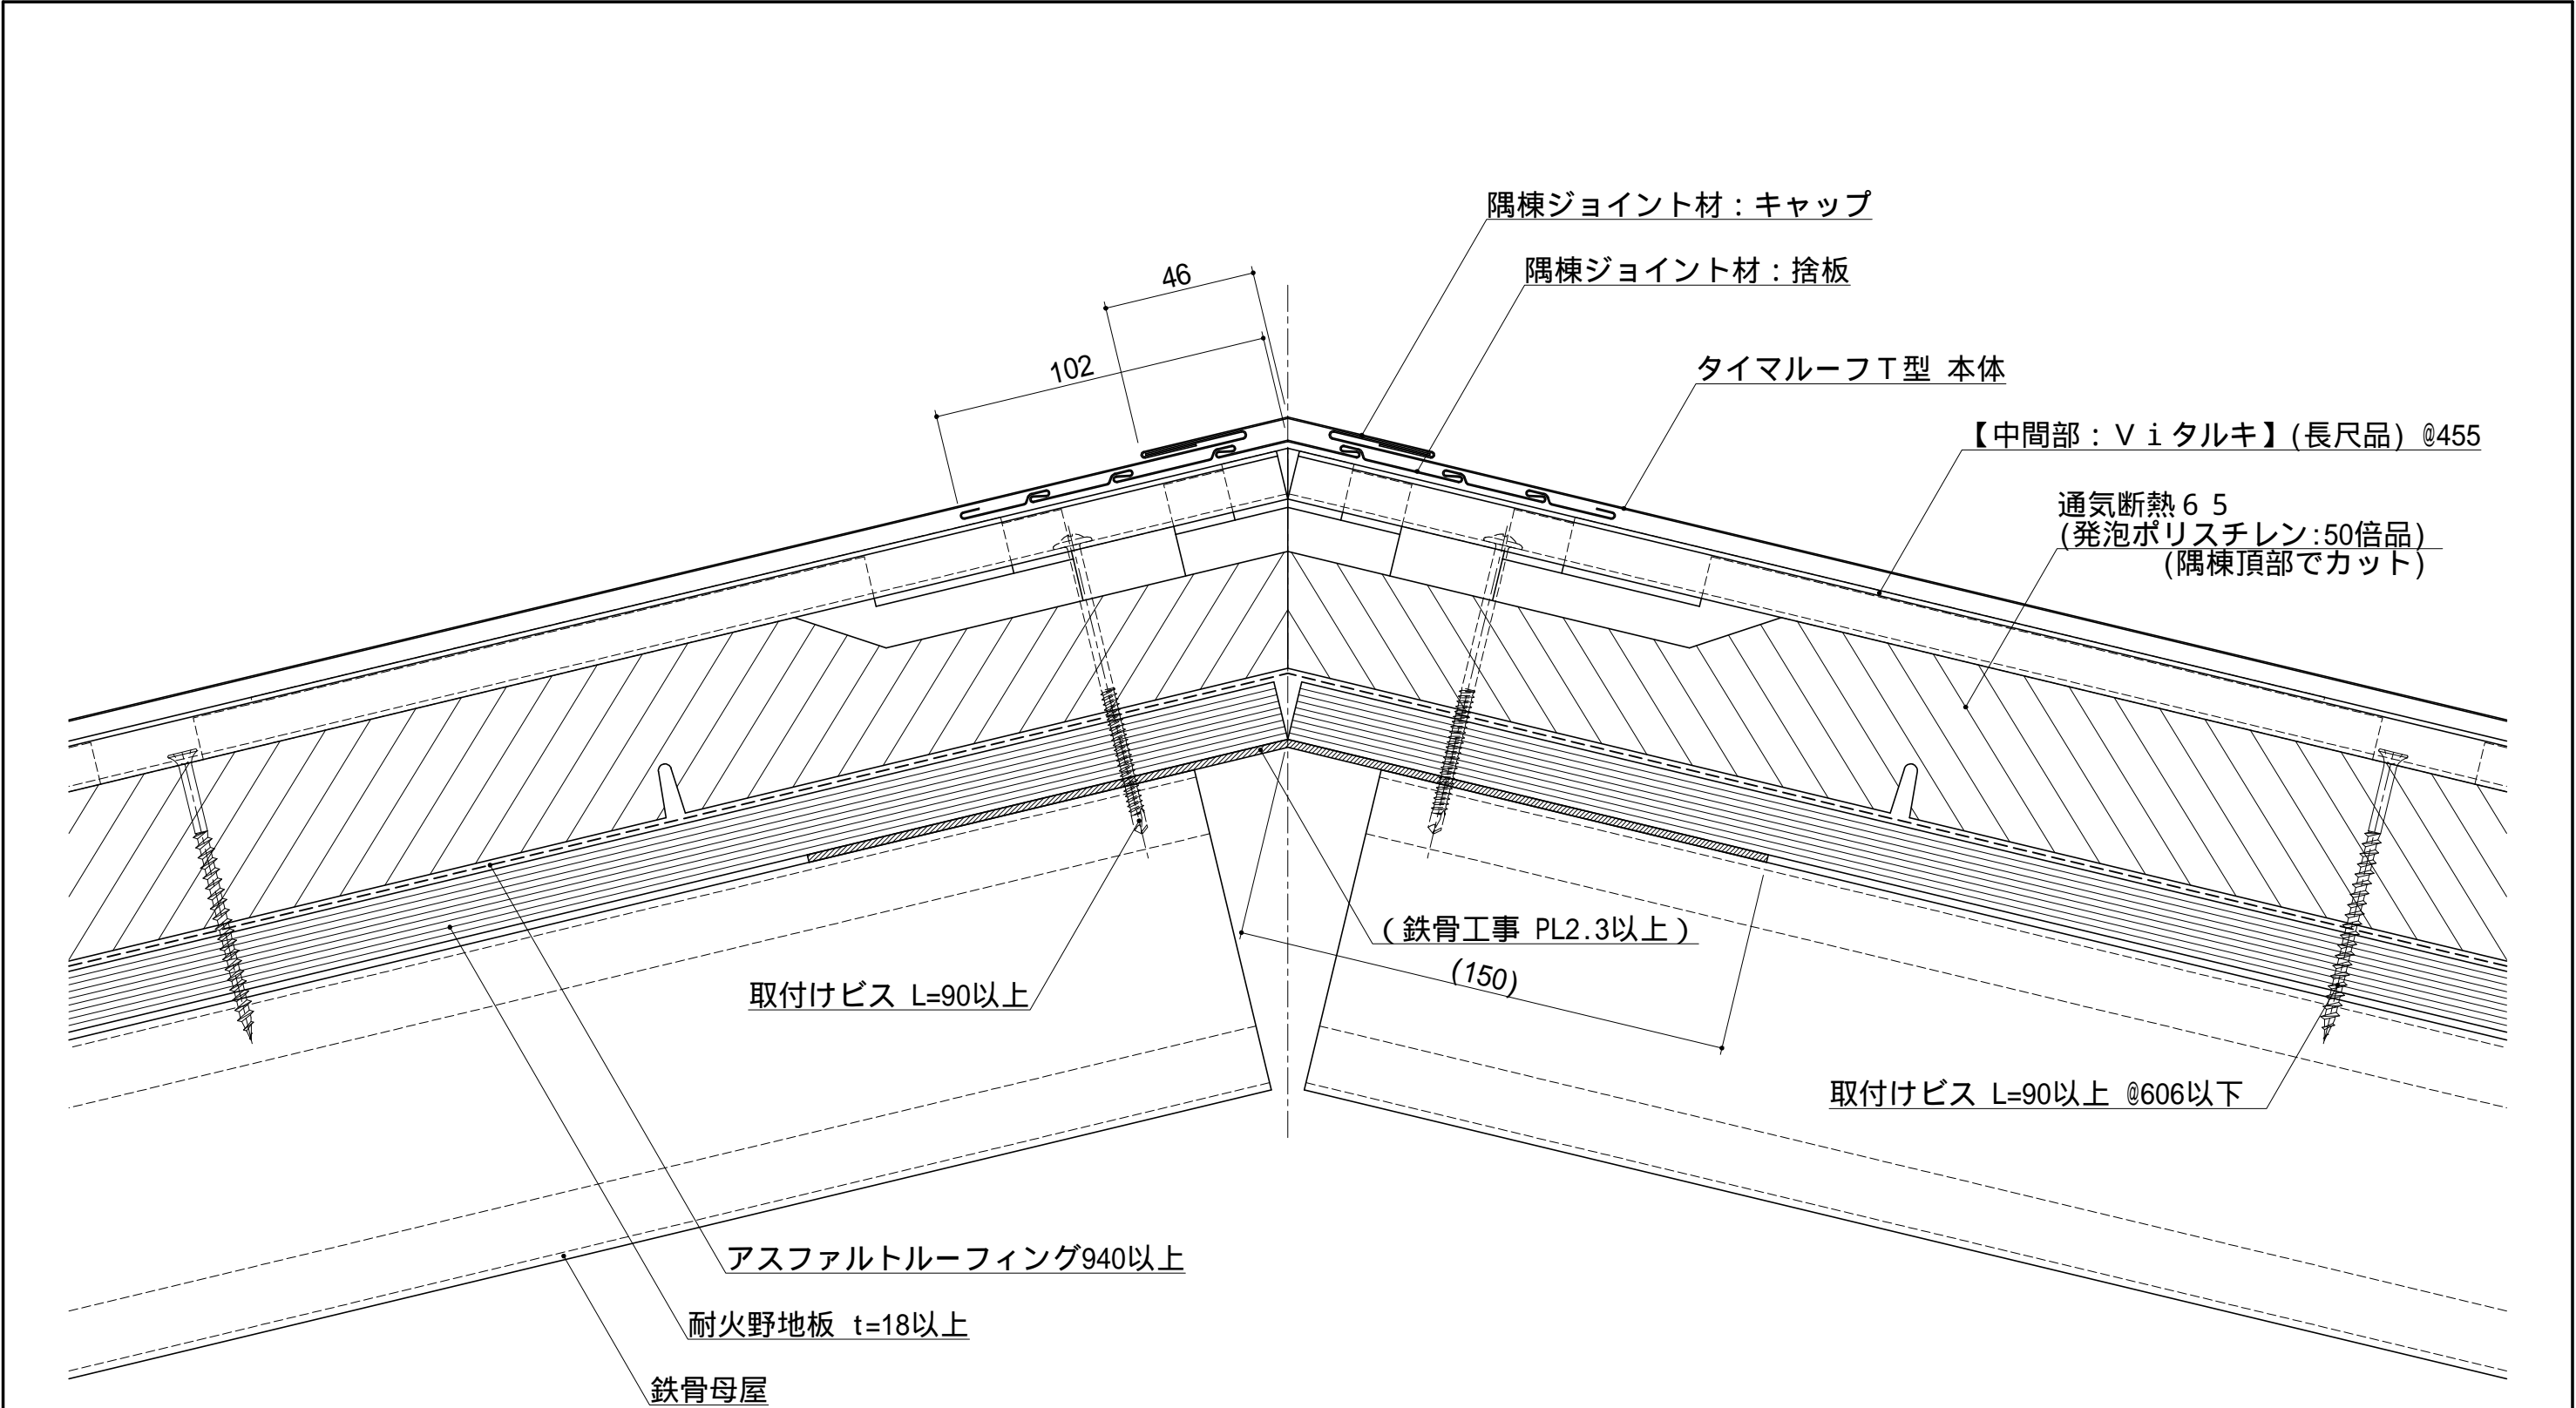 隅棟ジョイント材：キャップ
隅棟ジョイント材：捨板
46
102
タイマルーフＴ型 本体
【中間部：Ｖｉタルキ】(長尺品) @455
通気断熱６５
(発泡ポリスチレン:50倍品)
(隅棟頂部でカット)
（鉄骨工事 PL2.3以上）
(150)
取付けビス L=90以上
取付けビス L=90以上 @606以下
アスファルトルーフィング940以上
耐火野地板 t=18以上
鉄骨母屋